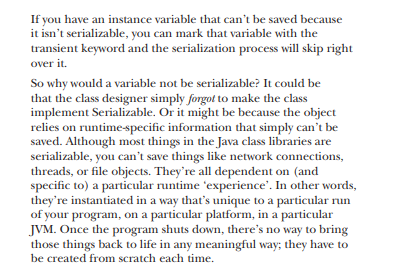 If you have an instance variable that can't be saved because
it isn't serializable, you can mark that variable with the
transient keyword and the serialization process will skip right
over it.
So why would a variable not be serializable? It could be
that the class designer simply forgot to make the class
implement Serializable. Or it might be because the object
relies on runtime-specific information that simply can't be
saved. Although most things in the Java class libraries are
serializable, you can't save things like network connections,
threads, or file objects. They're all dependent on (and
specific to) a particular runtime ‘experience’. In other words,
they're instantiated in a way that's unique to a particular run
of your program, on a particular platform, in a particular
JVM. Once the program shuts down, there's no way to bring
those things back to life in any meaningful way; they have to
be created from scratch each time.